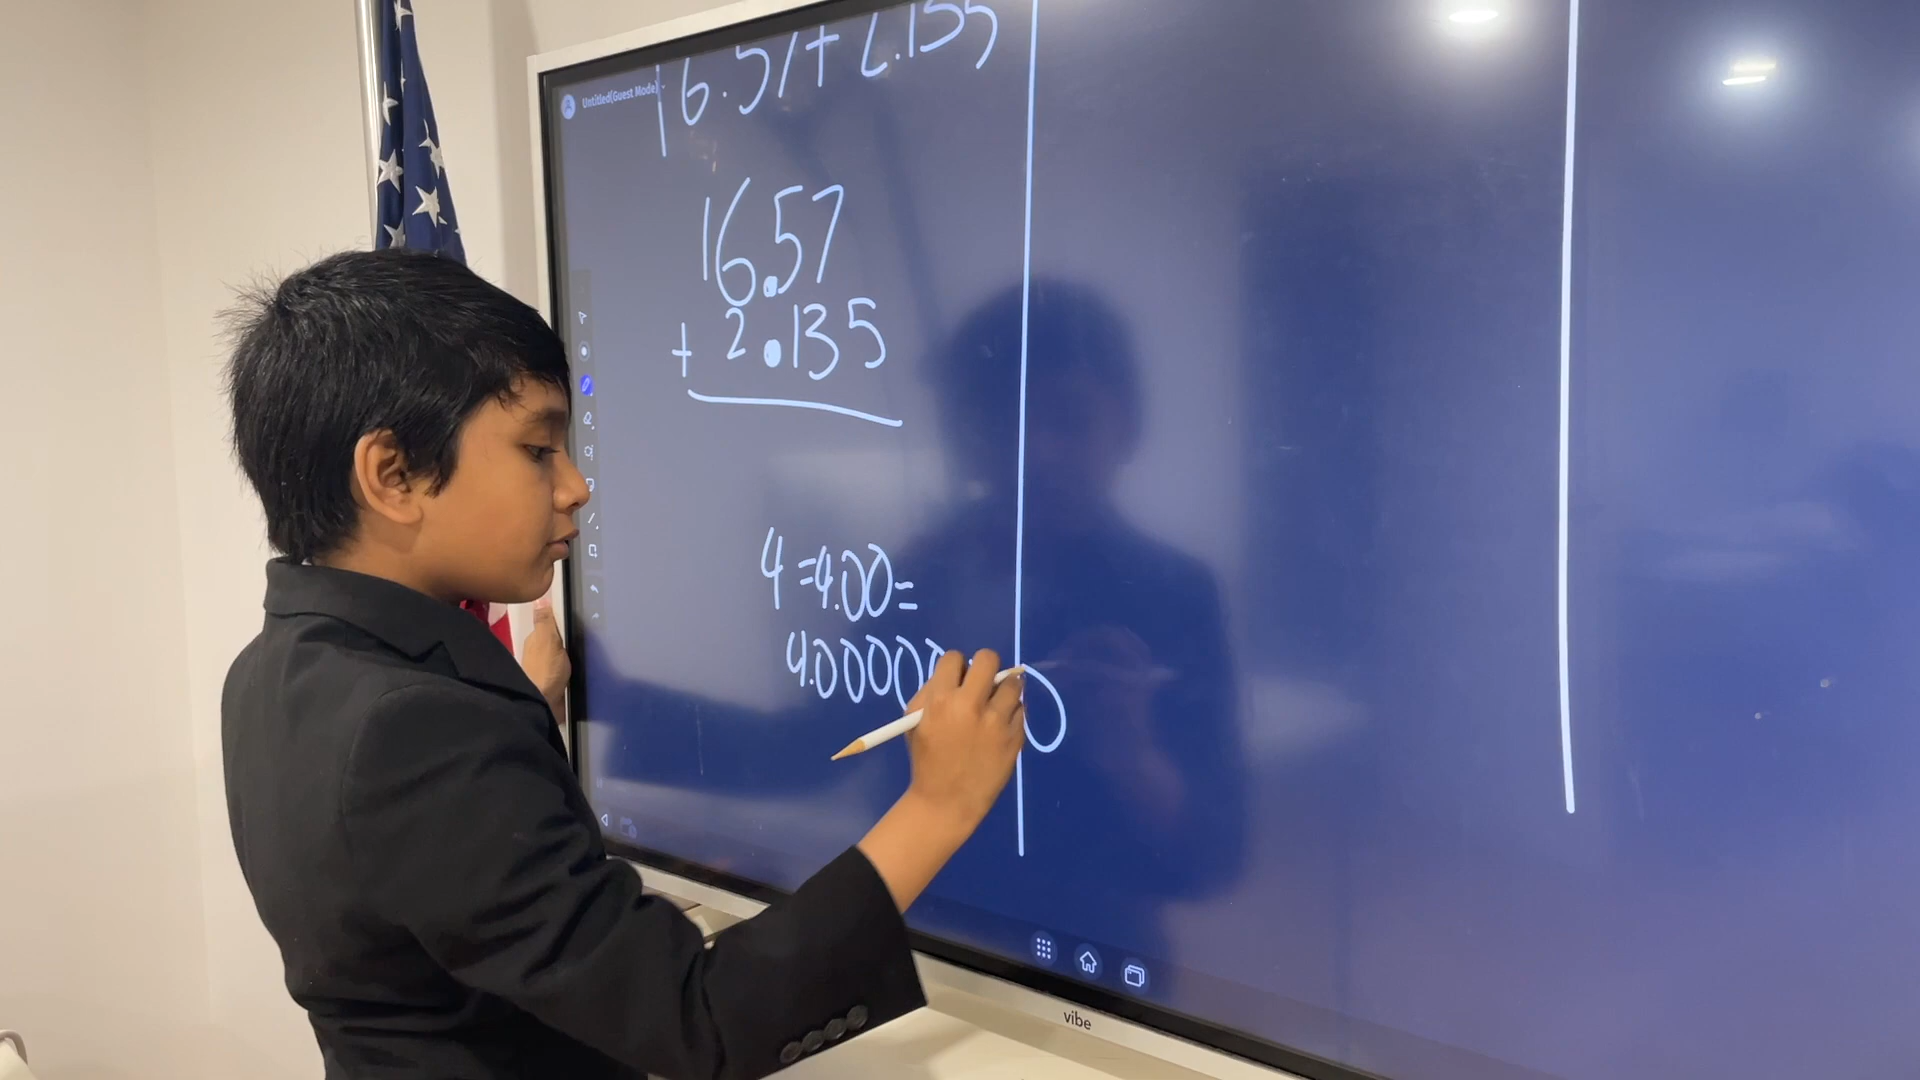 16.57+2.135
Untitled(Guest Mode)
16.57
+ 2.135
4=4.00=
4.0000
vibe